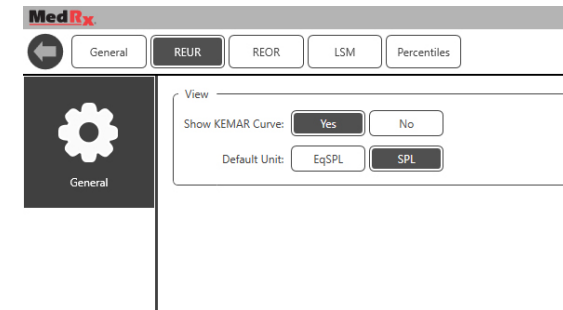 MedRx
General REUR REOR LSM Percentiles
View
Show KEMAR Curve: Yes No
Default Unit: EqSPL SPL
General